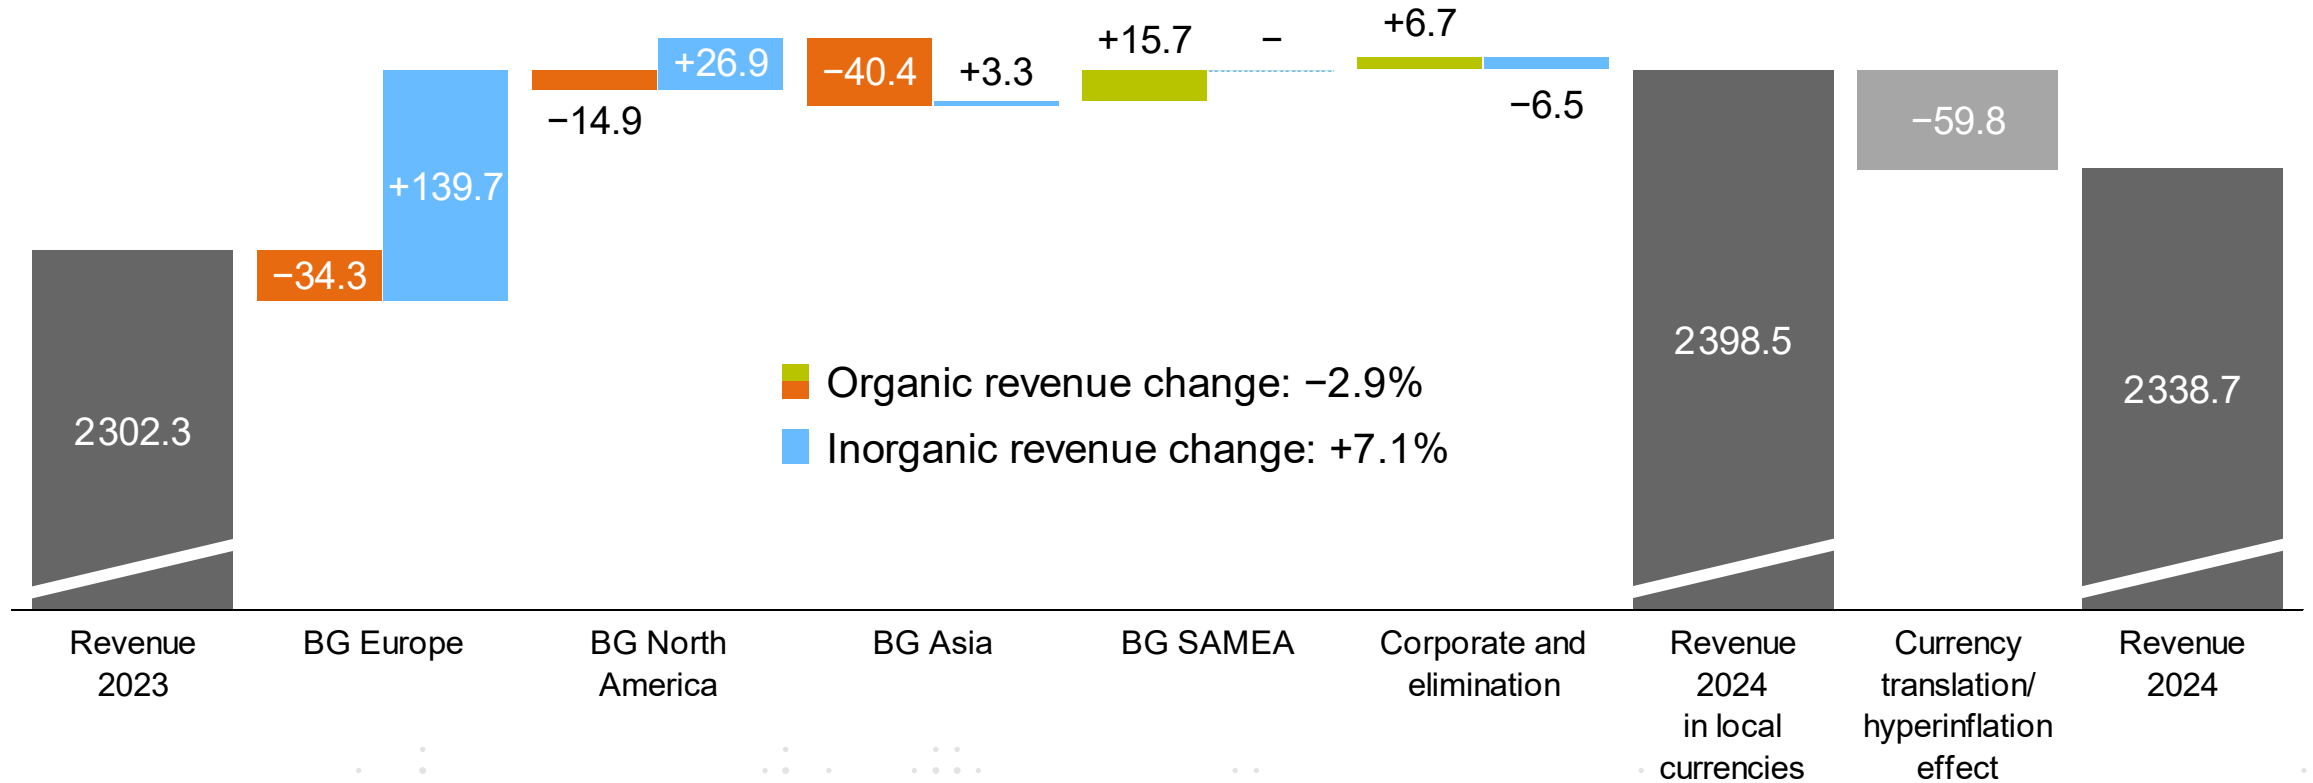 +6.7
+15.7
–
+26.9
−40.4
+3.3
−6.5
−14.9
−59.8
+139.7
−34.3
2398.5
Organic revenue change: −2.9%
2338.7
2302.3
Inorganic revenue change: +7.1%
Revenue
2023
BG Europe
BG North
America
BG Asia
BG SAMEA
Corporate and
elimination
Revenue
2024
in local
currencies
Currency
translation/
hyperinflation
effect
Revenue
2024